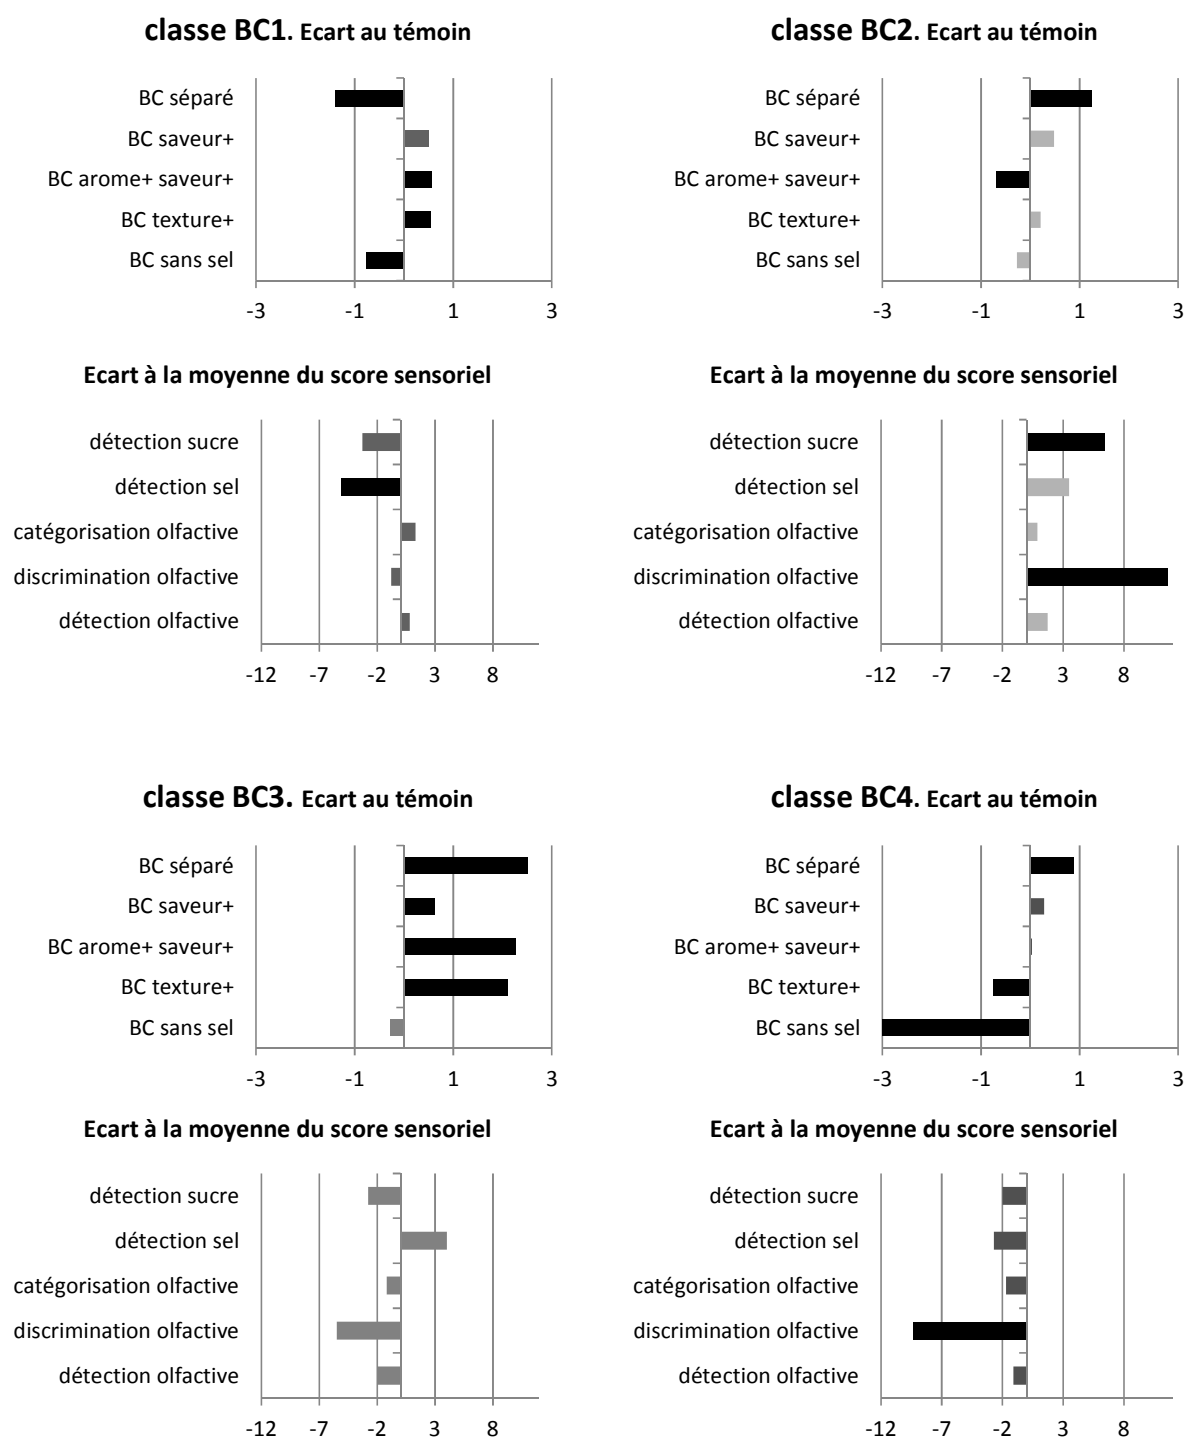 classe BC1. Ecart au témoin
BC séparé
BC saveur+
BC arome+ saveur+
BC texture+
BC sans sel
-3 -1 1 3
Ecart à la moyenne du score sensoriel
détection sucre
détection sel
catégorisation olfactive
discrimination olfactive
détection olfactive
-12 -7 -2 3 8
classe BC2. Ecart au témoin
BC séparé
BC saveur+
BC arome+ saveur+
BC texture+
BC sans sel
-3 -1 1 3
Ecart à la moyenne du score sensoriel
détection sucre
détection sel
catégorisation olfactive
discrimination olfactive
détection olfactive
-12 -7 -2 3 8
classe BC3. Ecart au témoin
BC séparé
BC saveur+
BC arome+ saveur+
BC texture+
BC sans sel
-3 -1 1 3
Ecart à la moyenne du score sensoriel
détection sucre
détection sel
catégorisation olfactive
discrimination olfactive
détection olfactive
-12 -7 -2 3 8
classe BC4. Ecart au témoin
BC séparé
BC saveur+
BC arome+ saveur+
BC texture+
BC sans sel
-3 -1 1 3
Ecart à la moyenne du score sensoriel
détection sucre
détection sel
catégorisation olfactive
discrimination olfactive
détection olfactive
-12 -7 -2 3 8